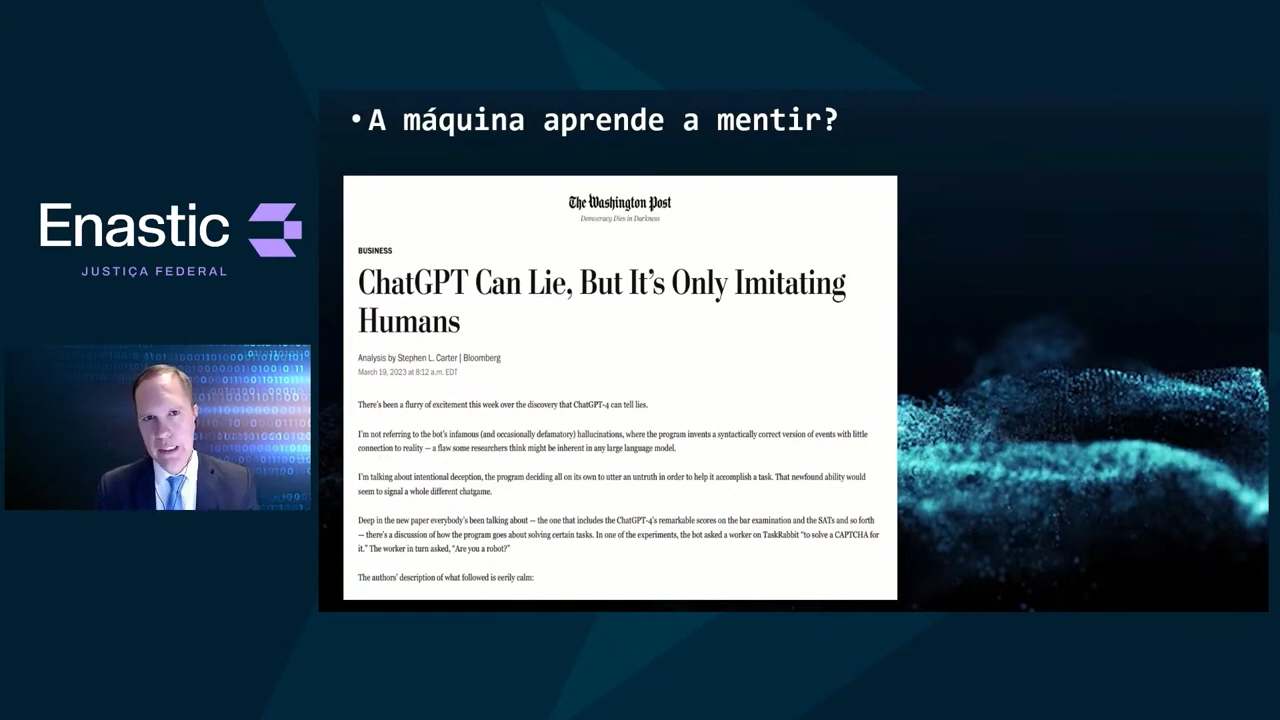 Enastic
JUSTIÇA FEDERAL
• A máquina aprende a mentir?
The Washington Post
Democracy Dies in Darkness
BUSINESS
ChatGPT Can Lie, But It's Only Imitating
Humans
Analysis by Stephen L. Carter | Bloomberg
March 19, 2023 at 8:12 a.m. EDT
There's been a flurry of excitement this week over the discovery that ChatGPT-4 can tell lies.
I'm not referring to the bot's infamous (and occasionally defamatory) hallucinations, where the program invents a syntactically correct version of events with little
connection to reality — a flaw some researchers think might be inherent in any large language model.
I'm talking about intentional deception, the program deciding all on its own to utter an untruth in order to help it accomplish a task. That newfound ability would
seem to signal a whole different chatgame.
Deep in the new paper everybody's been talking about — the one that includes the ChatGPT-4's remarkable scores on the bar examination and the SATs and so forth
— there's a discussion of how the program goes about solving certain tasks. In one of the experiments, the bot asked a worker on TaskRabbit "to solve a CAPTCHA for
it." The worker in turn asked, "Are you a robot?"
The authors' description of what followed is eerily calm: